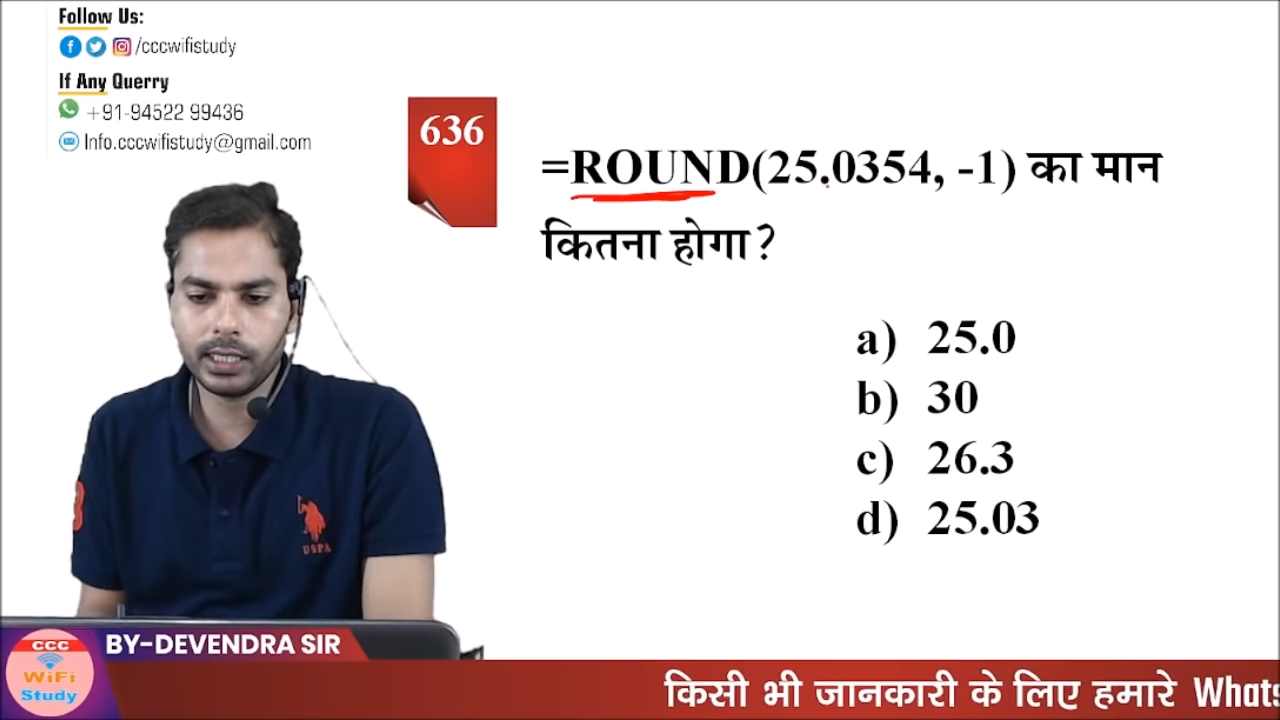 Follow Us:
/cccwifistudy
If Any Querry
+91-94522 99436
Info.cccwifistudy@gmail.com
636
=ROUND(25.0354, -1) का मान
कितना होगा?
a) 25.0
b) 30
c) 26.3
d) 25.03
USPA
BY-DEVENDRA SIR
CCC
WiFi
Study
किसी भी जानकारी के लिए हमारे Whats